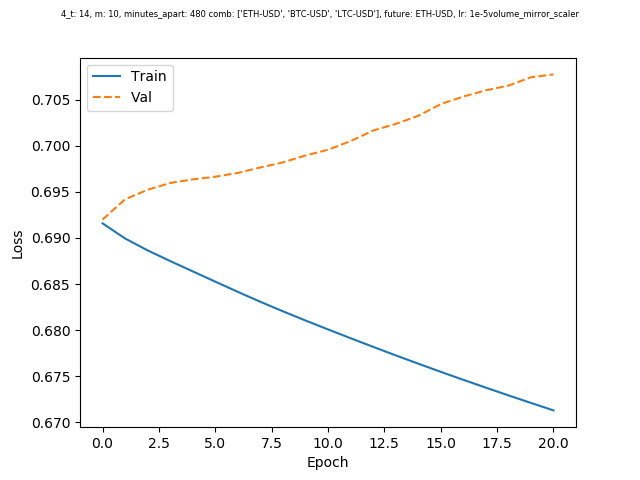 4_t: 14, m: 10, minutes_apart: 480 comb: ['ETH-USD', 'BTC-USD', 'LTC-USD'], future: ETH-USD, lr: 1e-5volume_mirror_scaler
Train
Val
0.705
0.700
0.695
0.690
0.685
0.680
0.675
0.670
Loss
0.0 2.5 5.0 7.5 10.0 12.5 15.0 17.5 20.0
Epoch